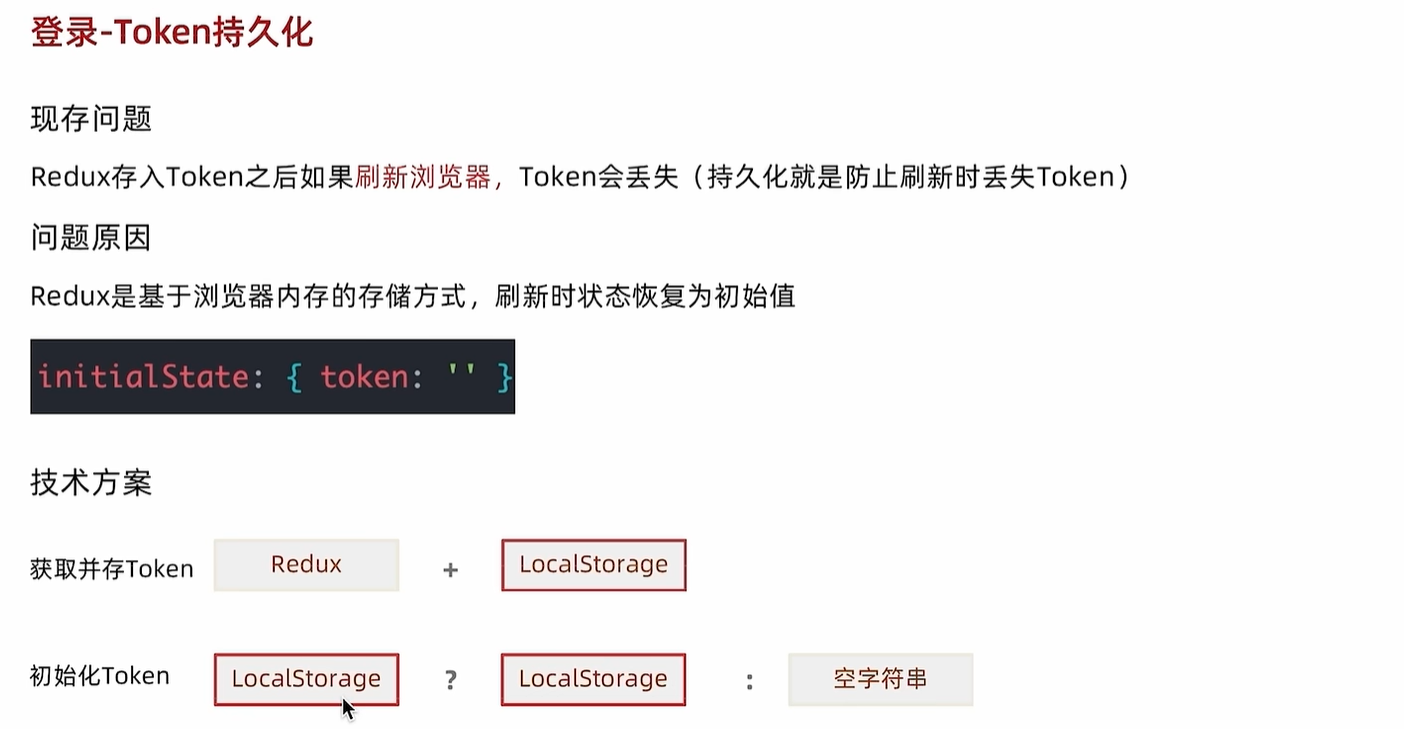 登录-Token持久化
现存问题
Redux存入Token之后如果刷新浏览器，Token会丢失（持久化就是防止刷新时丢失Token）
问题原因
Redux是基于浏览器内存的存储方式，刷新时状态恢复为初始值
initialState: { token: '' }
技术方案
获取并存Token Redux + LocalStorage
初始化Token LocalStorage ? LocalStorage : 空字符串